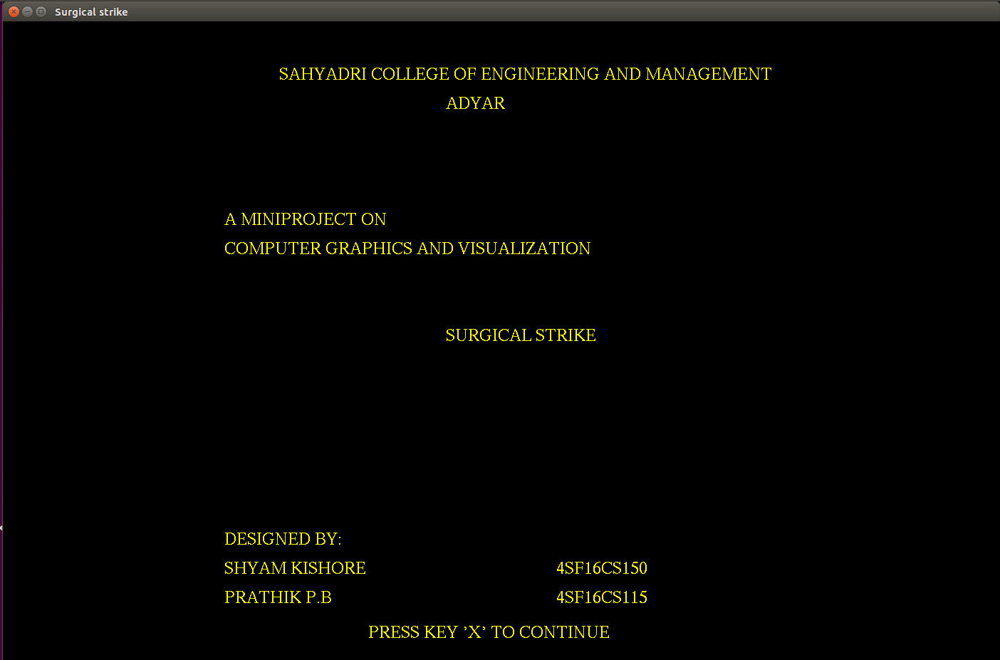 Surgical strike
SAHYADRI COLLEGE OF ENGINEERING AND MANAGEMENT
ADYAR
A MINIPROJECT ON
COMPUTER GRAPHICS AND VISUALIZATION
SURGICAL STRIKE
DESIGNED BY:
SHYAM KISHORE 4SF16CS150
PRATHIK P.B 4SF16CS115
PRESS KEY ’X’ TO CONTINUE